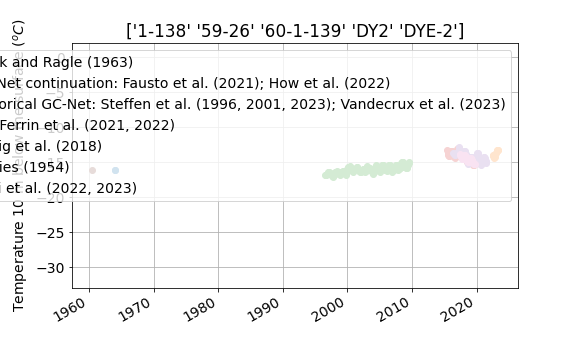 ['1-138' '59-26' '60-1-139' 'DY2' 'DYE-2']
k and Ragle (1963)
Net continuation: Fausto et al. (2021); How et al. (2022)
orical GC-Net: Steffen et al. (1996, 2001, 2023); Vandecrux et al. (2023)
Ferrin et al. (2021, 2022)
ig et al. (2018)
ies (1954)
i et al. (2022, 2023)
Temperature 10 m below the surface (°C)
−25
−30
1960
1970
1980
1990
2000
2010
2020